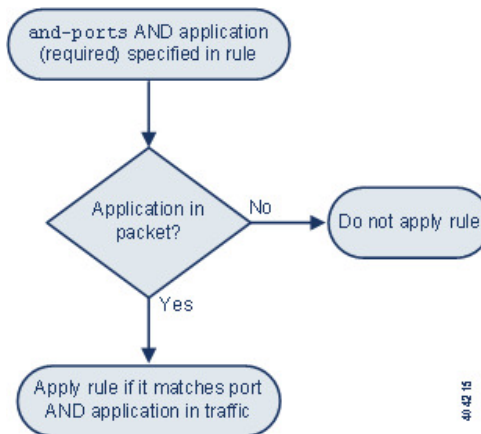 and-ports AND application
(required) specified in rule
Application in
packet?
No
Do not apply rule
Yes
Apply rule if it matches port
AND application in traffic
404215